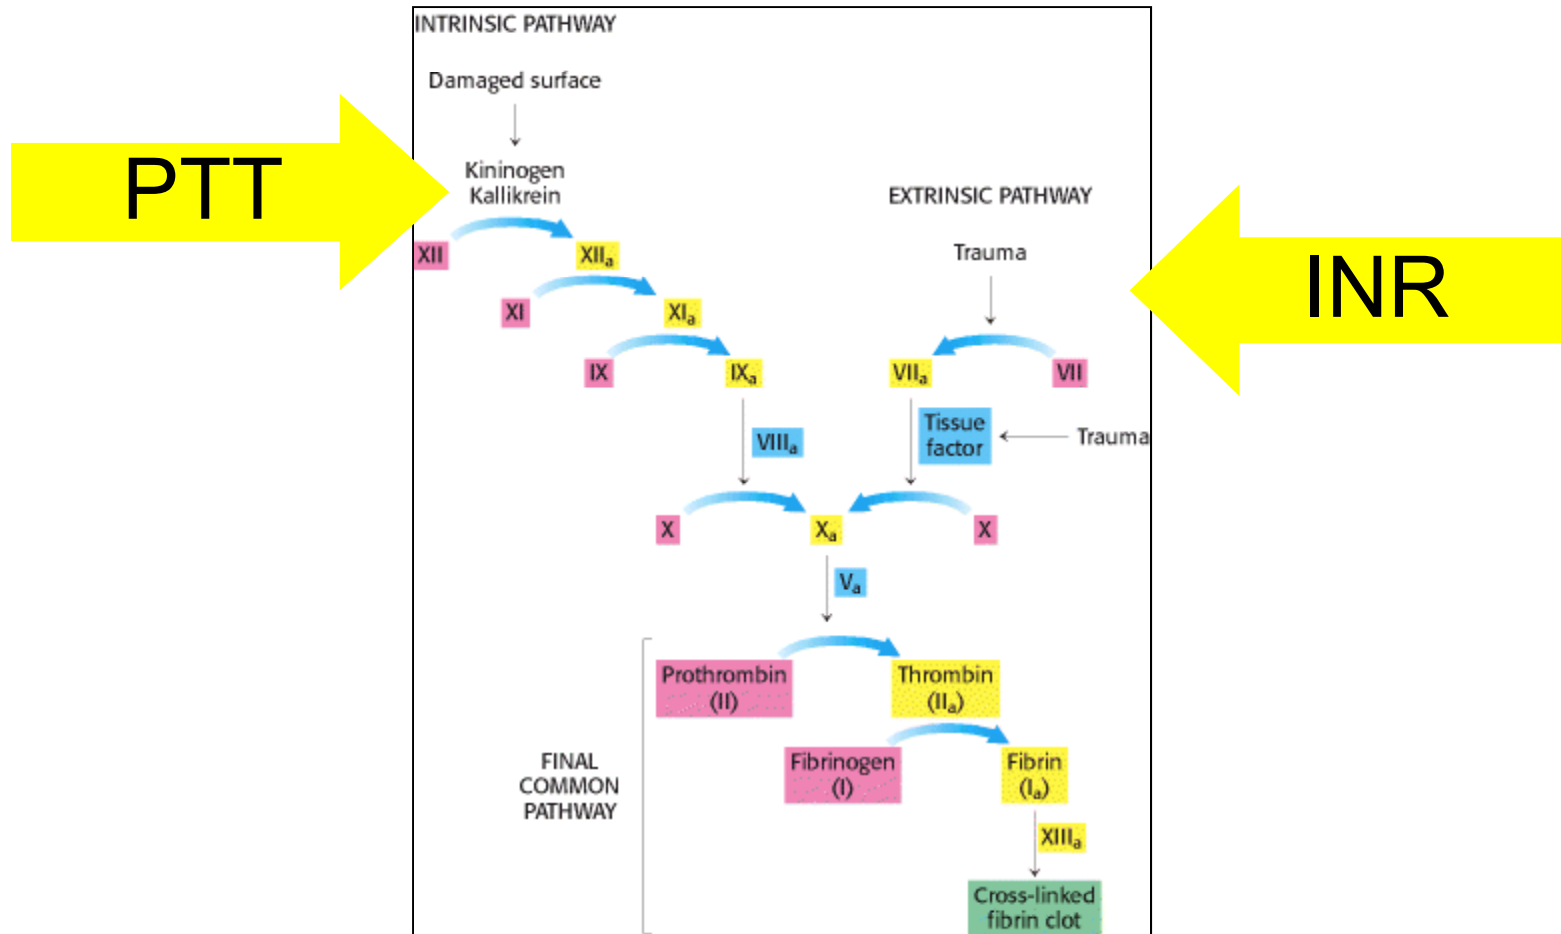 INTRINSIC PATHWAY
Damaged surface
PTT
Kininogen
Kallikrein
EXTRINSIC PATHWAY
XII
XIIa
Trauma
INR
XI
XIa
IX
IXa
VIIa
VII
Tissue
factor
Trauma
VIIIa
X
Xa
X
Va
Prothrombin
(II)
Thrombin
(IIa)
FINAL
COMMON
PATHWAY
Fibrinogen
(I)
Fibrin
(Ia)
XIIIa
Cross-linked
fibrin clot